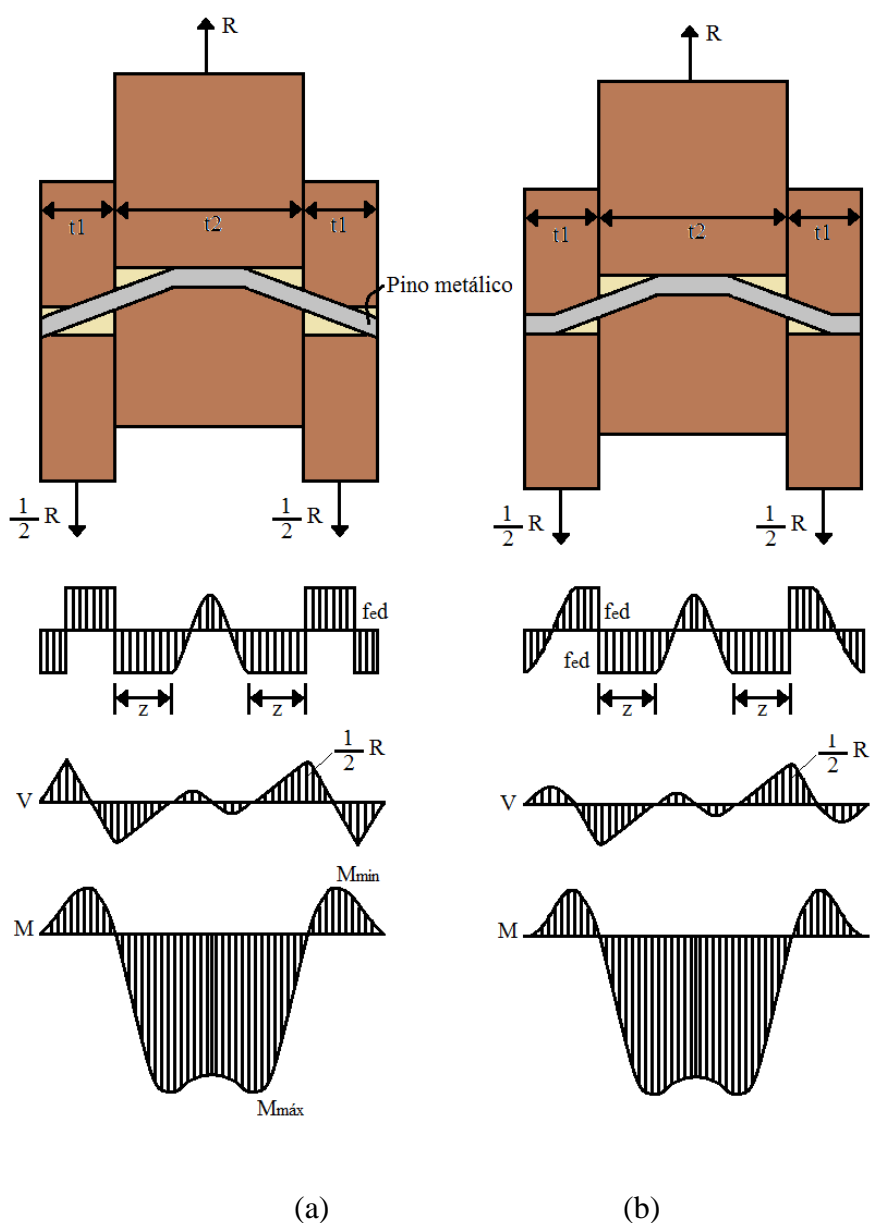 R
R
t1 t2 t1
t1 t2 t1
Pino metálico
1/2 R
1/2 R
1/2 R
1/2 R
fed
fed
fed
z z
z z
1/2 R
1/2 R
V
V
Mmin
M
M
Mmáx
(a) (b)